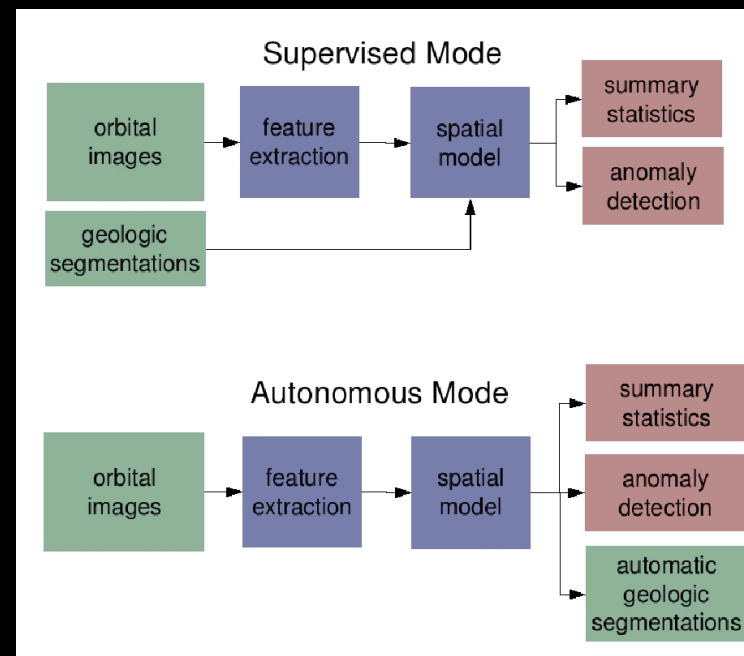 Supervised Mode
orbital
images
feature
extraction
spatial
model
summary
statistics
anomaly
detection
geologic
segmentations
Autonomous Mode
orbital
images
feature
extraction
spatial
model
summary
statistics
anomaly
detection
automatic
geologic
segmentations